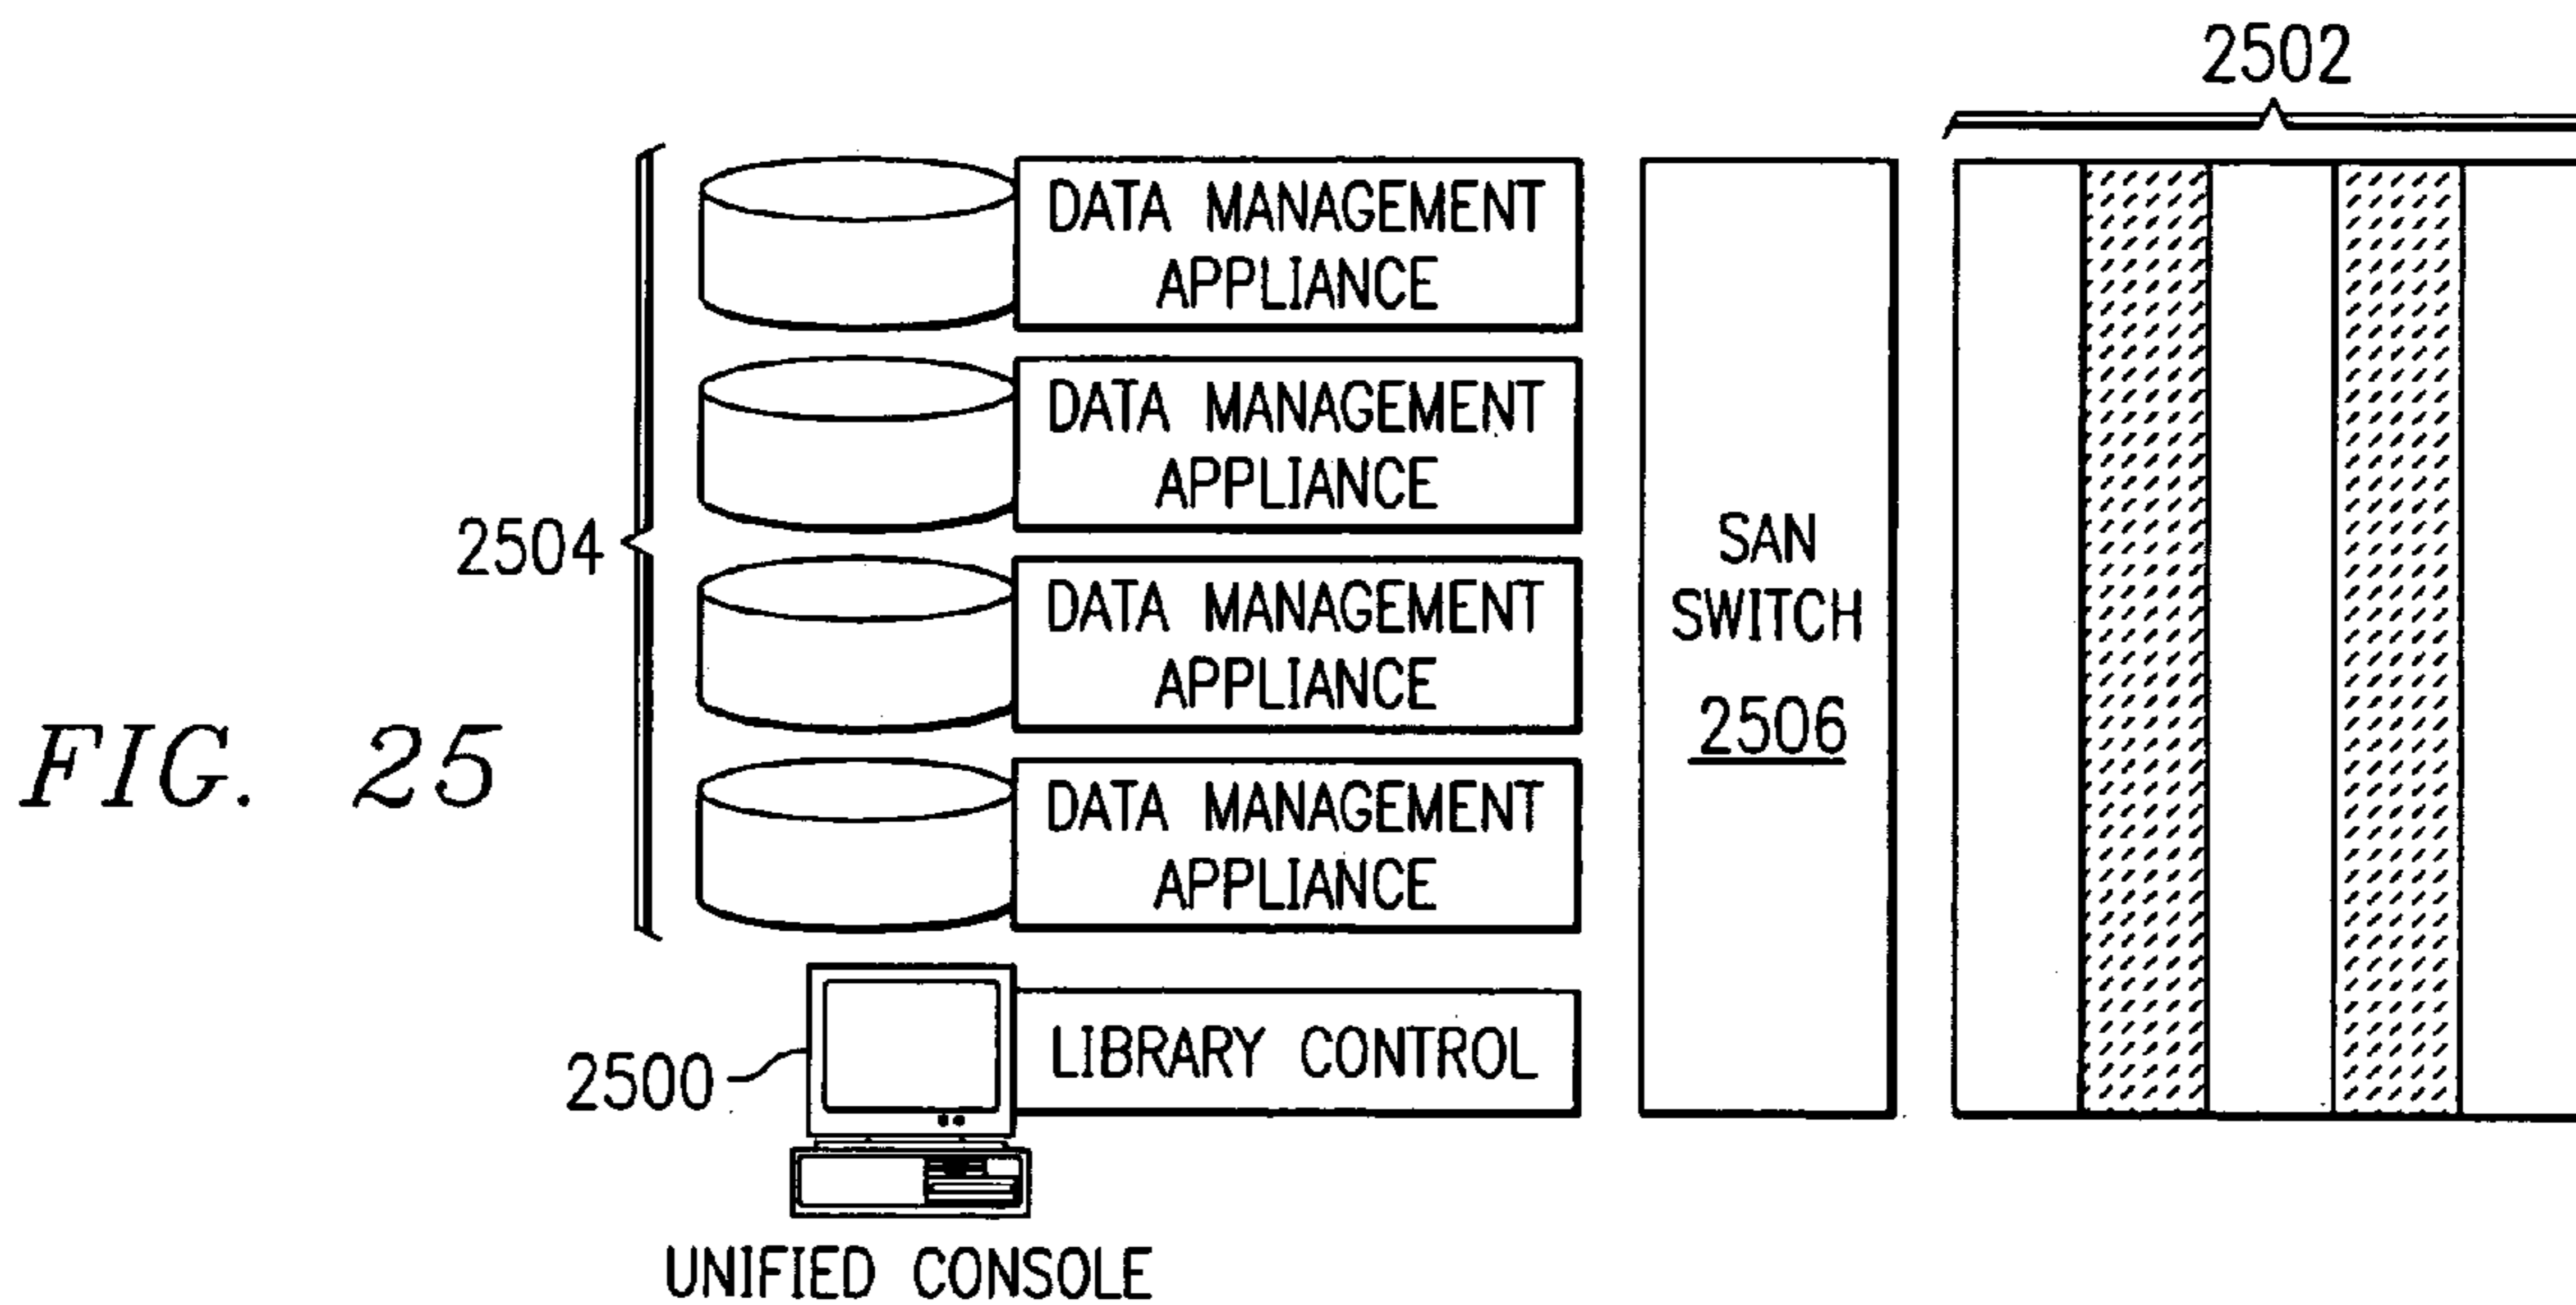 2502
DATA MANAGEMENT
APPLIANCE
DATA MANAGEMENT
APPLIANCE
2504
SAN
SWITCH
2506
DATA MANAGEMENT
APPLIANCE
FIG. 25
DATA MANAGEMENT
APPLIANCE
2500
LIBRARY CONTROL
UNIFIED CONSOLE